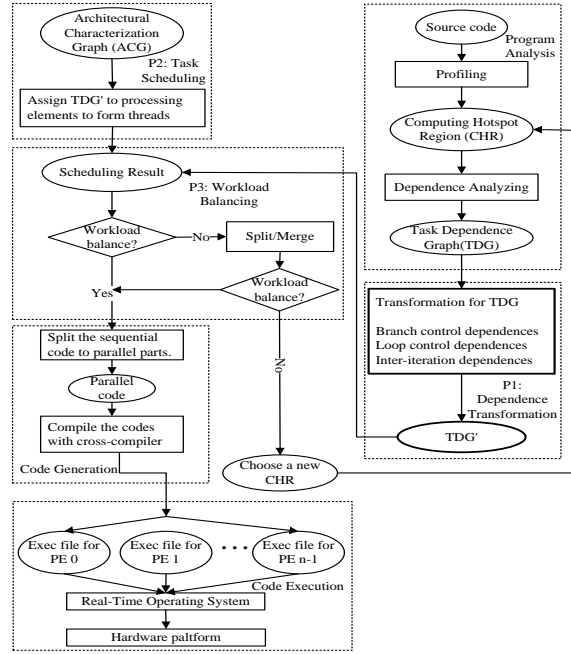 Architectural
Characterization
Graph (ACG)
P2: Task
Scheduling
Assign TDG' to processing
elements to form threads
Scheduling Result
P3: Workload
Balancing
Workload
balance?
No
Split/Merge
Workload
balance?
Yes
No
Split the sequential
code to parallel parts.
Parallel
code
Compile the codes
with cross-compiler
Code Generation
Choose a new
CHR
Source code
Program
Analysis
Profiling
Computing Hotspot
Region (CHR)
Dependence Analyzing
Task Dependence
Graph(TDG)
Transformation for TDG
Branch control dependences
Loop control dependences
Inter-iteration dependences
P1:
Dependence
Transformation
TDG'
Exec file for
PE 0
Exec file for
PE 1
• • •
Exec file for
PE n-1
Code Execution
Real-Time Operating System
Hardware paltform